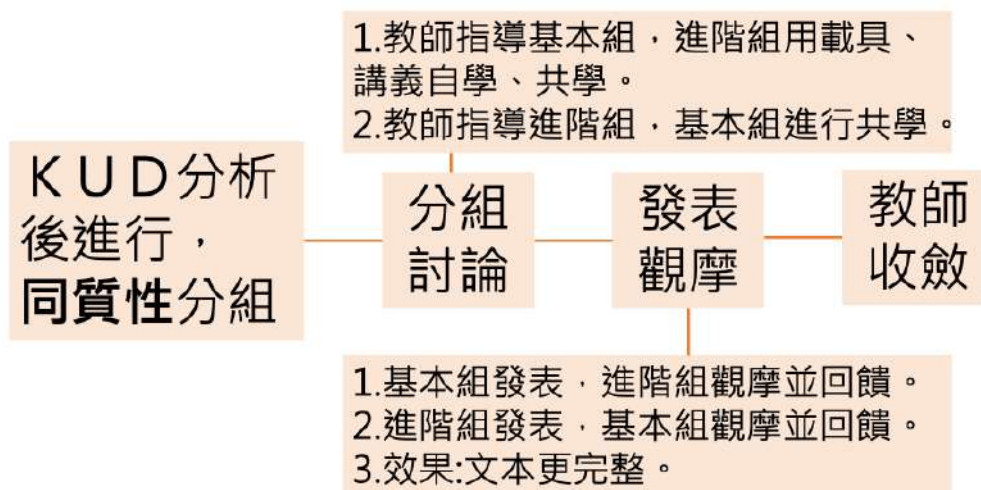 1.教師指導基本組，進階組用載具、
講義自學、共學。
2.教師指導進階組，基本組進行共學。
ＫＵＤ分析
後進行，
同質性分組
分組
討論
發表
觀摩
教師
收斂
1.基本組發表，進階組觀摩並回饋。
2.進階組發表，基本組觀摩並回饋。
3.效果:文本更完整。